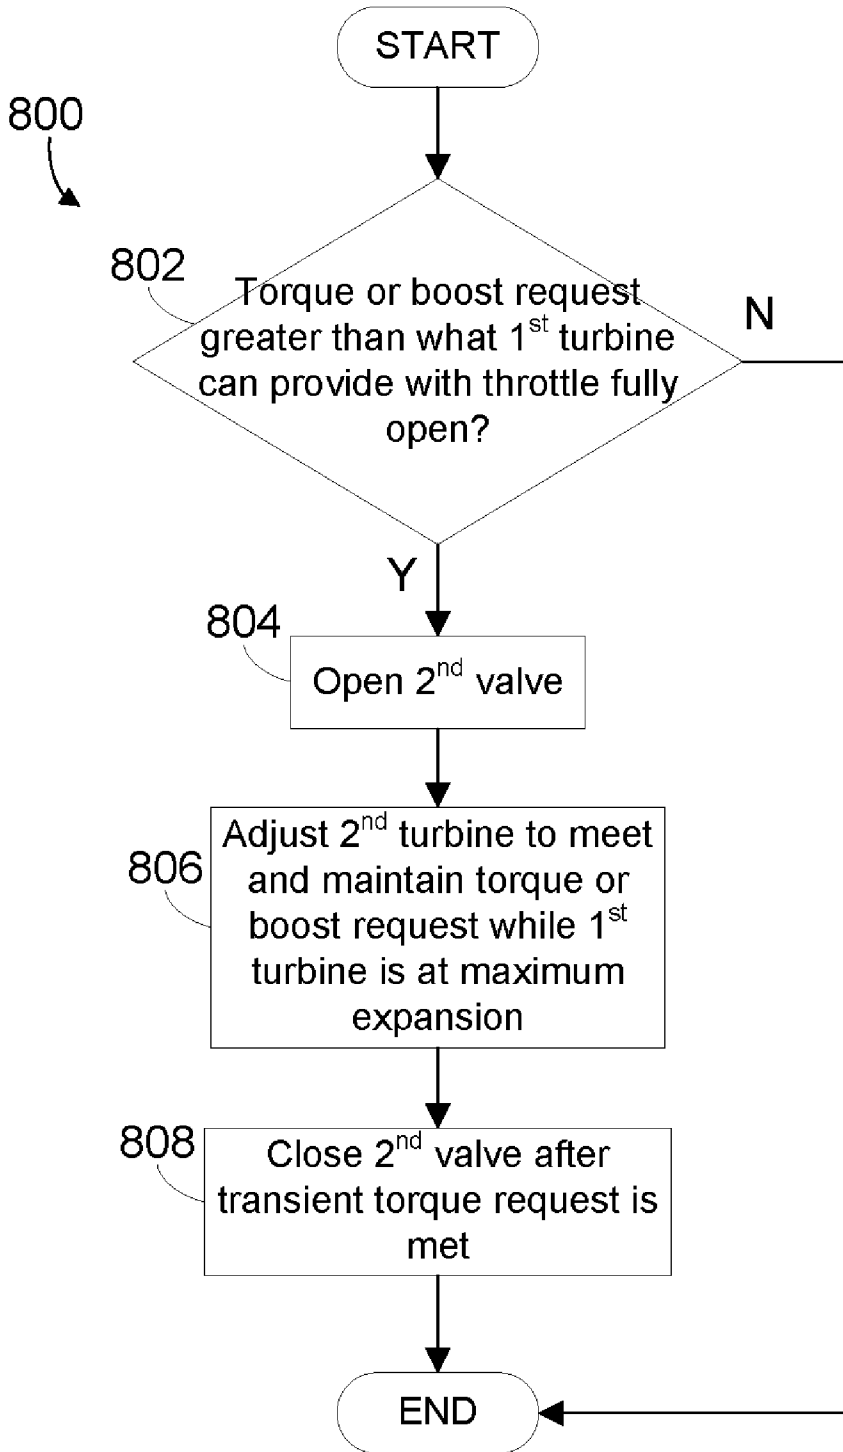 START
800
802
Torque or boost request
greater than what 1st turbine
can provide with throttle fully
open?
N
Y
804
Open 2nd valve
806
Adjust 2nd turbine to meet
and maintain torque or
boost request while 1st
turbine is at maximum
expansion
808
Close 2nd valve after
transient torque request is
met
END